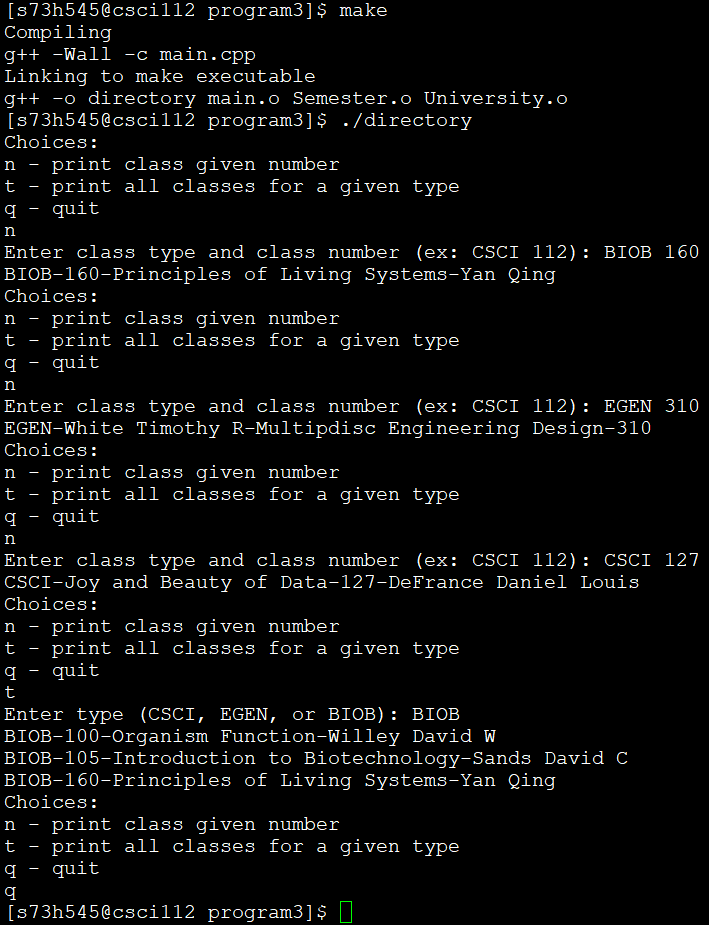 [s73h545@csci112 program3]$ make
Compiling
g++ -Wall -c main.cpp
Linking to make executable
g++ -o directory main.o Semester.o University.o
[s73h545@csci112 program3]$ ./directory
Choices:
n - print class given number
t - print all classes for a given type
q - quit
n
Enter class type and class number (ex: CSCI 112): BIOB 160
BIOB-160-Principles of Living Systems-Yan Qing
Choices:
n - print class given number
t - print all classes for a given type
q - quit
n
Enter class type and class number (ex: CSCI 112): EGEN 310
EGEN-White Timothy R-Multipdisc Engineering Design-310
Choices:
n - print class given number
t - print all classes for a given type
q - quit
n
Enter class type and class number (ex: CSCI 112): CSCI 127
CSCI-Joy and Beauty of Data-127-DeFrance Daniel Louis
Choices:
n - print class given number
t - print all classes for a given type
q - quit
t
Enter type (CSCI, EGEN, or BIOB): BIOB
BIOB-100-Organism Function-Willey David W
BIOB-105-Introduction to Biotechnology-Sands David C
BIOB-160-Principles of Living Systems-Yan Qing
Choices:
n - print class given number
t - print all classes for a given type
q - quit
q
[s73h545@csci112 program3]$